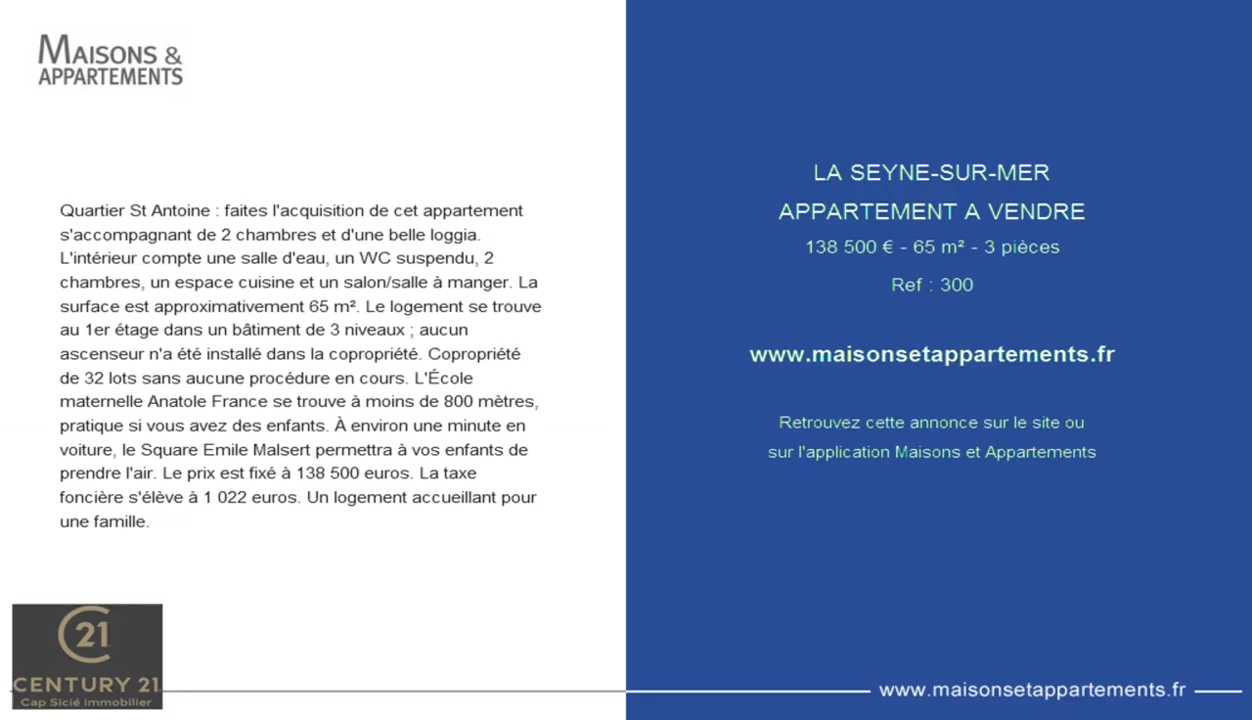 MAISONS &
APPARTEMENTS
Quartier St Antoine : faites l'acquisition de cet appartement
s'accompagnant de 2 chambres et d'une belle loggia.
L'intérieur compte une salle d'eau, un WC suspendu, 2
chambres, un espace cuisine et un salon/salle à manger. La
surface est approximativement 65 m². Le logement se trouve
au 1er étage dans un bâtiment de 3 niveaux ; aucun
ascenseur n'a été installé dans la copropriété. Copropriété
de 32 lots sans aucune procédure en cours. L'École
maternelle Anatole France se trouve à moins de 800 mètres,
pratique si vous avez des enfants. À environ une minute en
voiture, le Square Emile Malsert permettra à vos enfants de
prendre l'air. Le prix est fixé à 138 500 euros. La taxe
foncière s'élève à 1 022 euros. Un logement accueillant pour
une famille.
LA SEYNE-SUR-MER
APPARTEMENT A VENDRE
138 500 € - 65 m² - 3 pièces
Ref : 300
www.maisonsetappartements.fr
Retrouvez cette annonce sur le site ou
sur l'application Maisons et Appartements
21
CENTURY 21.
Cap Sicié immobilier
www.maisonsetappartements.fr